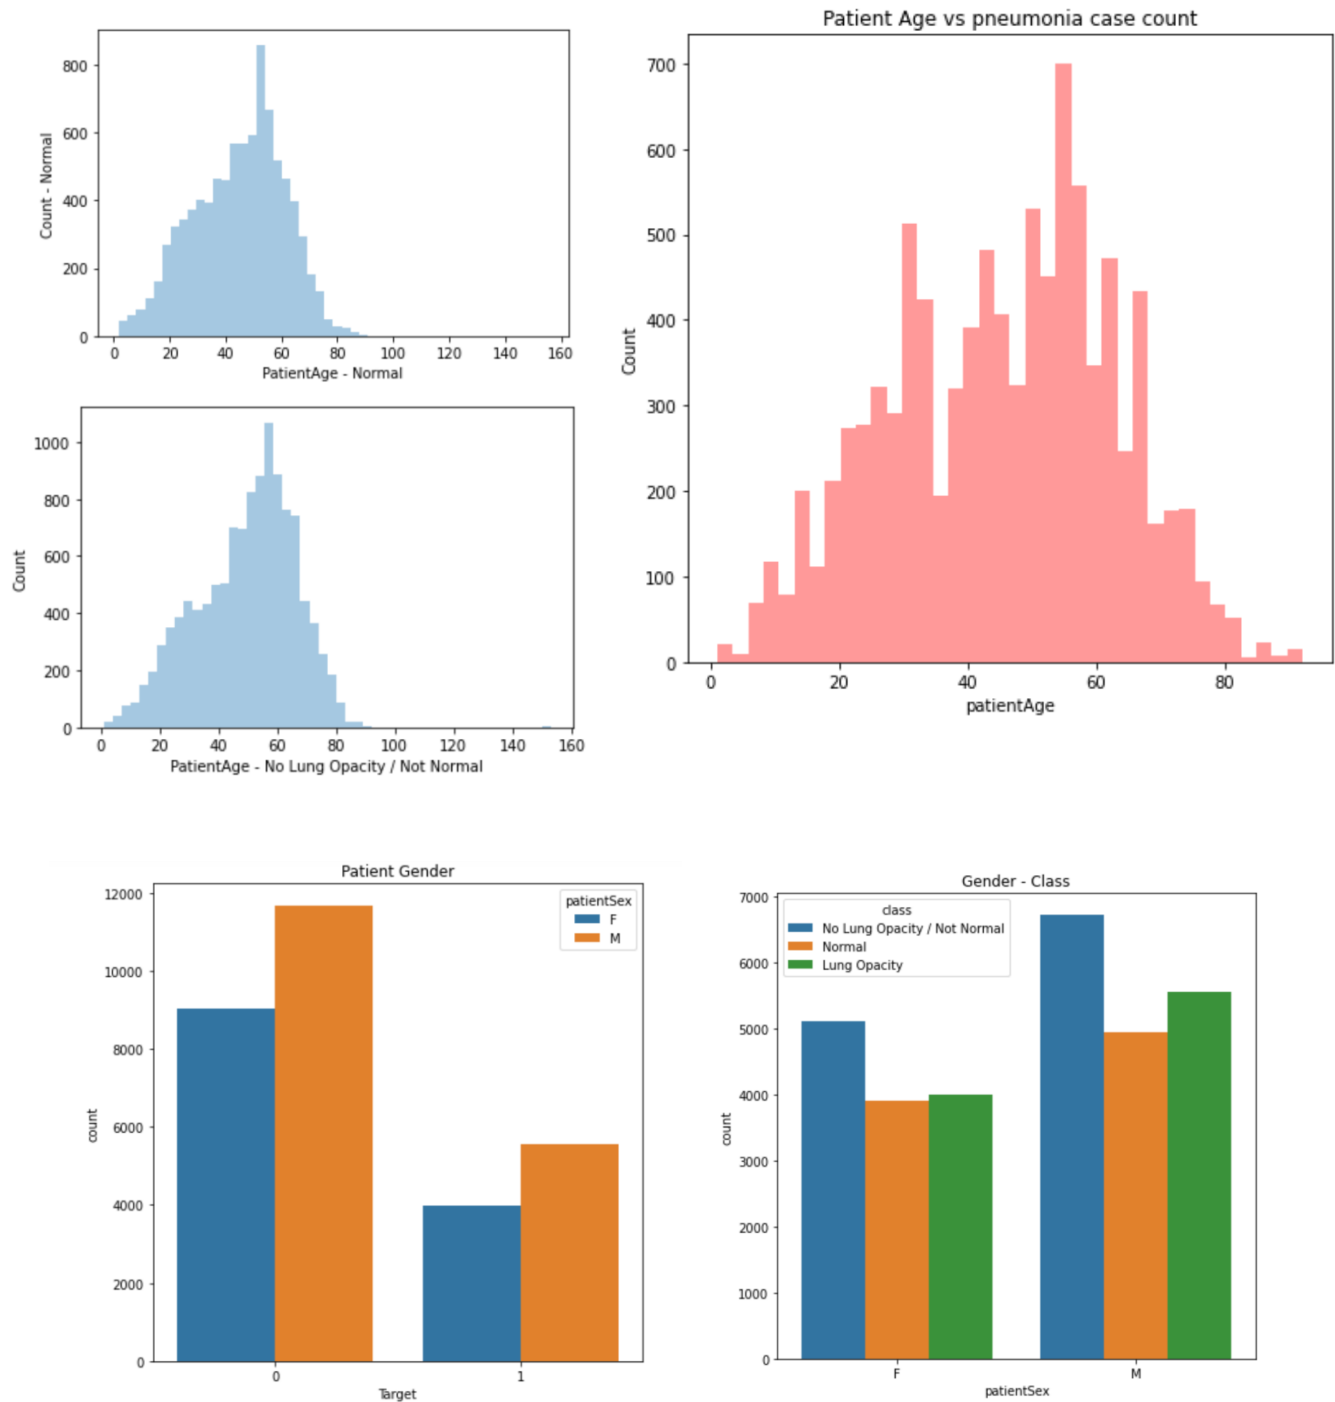 800
600
400
200
0
Count - Normal
0 20 40 60 80 100 120 140 160
PatientAge - Normal
Patient Age vs pneumonia case count
700
600
500
400
300
200
100
0
Count
0 20 40 60 80
patientAge
1000
800
600
400
200
0
Count
0 20 40 60 80 100 120 140 160
PatientAge - No Lung Opacity / Not Normal
Patient Gender
12000
10000
8000
6000
4000
2000
0
count
patientSex
F
M
0 1
Target
Gender - Class
7000
6000
5000
4000
3000
2000
1000
0
count
class
No Lung Opacity / Not Normal
Normal
Lung Opacity
F M
patientSex